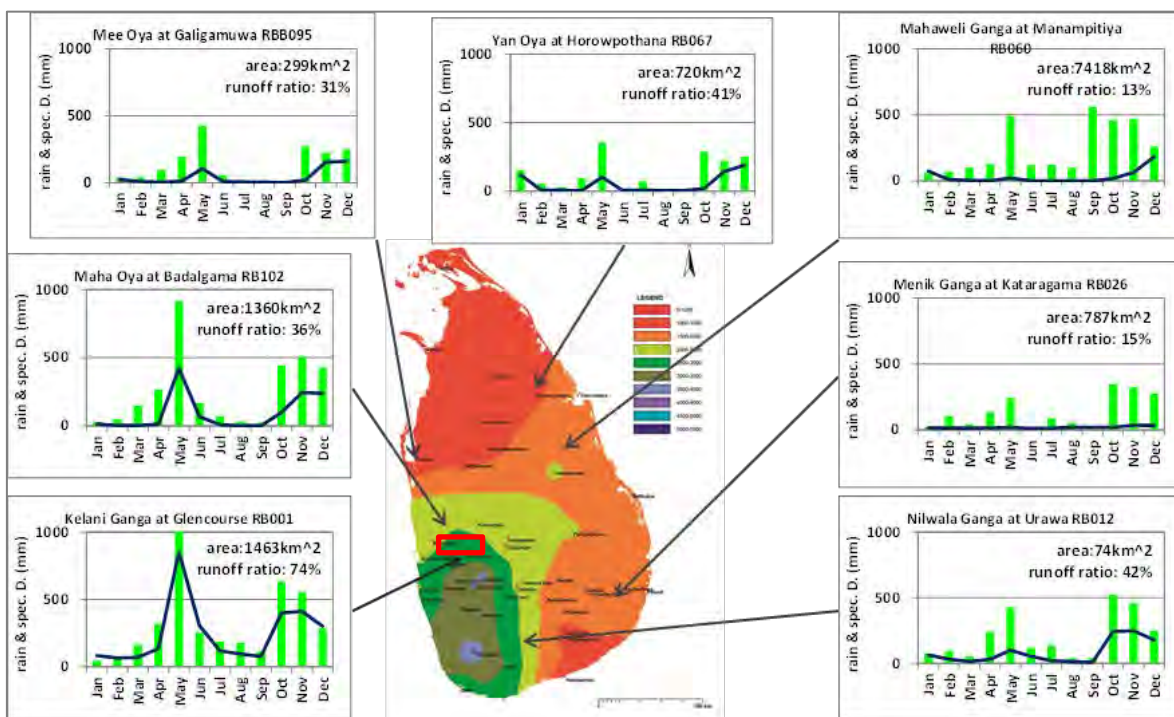 Mee Oya at Galigamuwa RBB095
area:299km^2
runoff ratio: 31%
rain & spec. D. (mm)
1000
500
0
Jan Feb Mar Apr May Jun Jul Aug Sep Oct Nov Dec
Yan Oya at Horowpothana RB067
area:720km^2
runoff ratio:41%
rain & spec. D. (mm)
1000
500
0
Jan Feb Mar Apr May Jun Jul Aug Sep Oct Nov Dec
Mahaweli Ganga at Manampitiya
RB060
area:7418km^2
runoff ratio: 13%
rain & spec. D. (mm)
1000
500
0
Jan Feb Mar Apr May Jun Jul Aug Sep Oct Nov Dec
Maha Oya at Badalgama RB102
area:1360km^2
runoff ratio: 36%
rain & spec. D. (mm)
1000
500
0
Jan Feb Mar Apr May Jun Jul Aug Sep Oct Nov Dec
LEGEND
Menik Ganga at Kataragama RB026
area:787km^2
runoff ratio: 15%
rain & spec. D. (mm)
1000
500
0
Jan Feb Mar Apr May Jun Jul Aug Sep Oct Nov Dec
Kelani Ganga at Glencourse RB001
area:1463km^2
runoff ratio: 74%
rain & spec. D. (mm)
1000
500
0
Jan Feb Mar Apr May Jun Jul Aug Sep Oct Nov Dec
Nilwala Ganga at Urawa RB012
area:74km^2
runoff ratio: 42%
rain & spec. D. (mm)
1000
500
0
Jan Feb Mar Apr May Jun Jul Aug Sep Oct Nov Dec